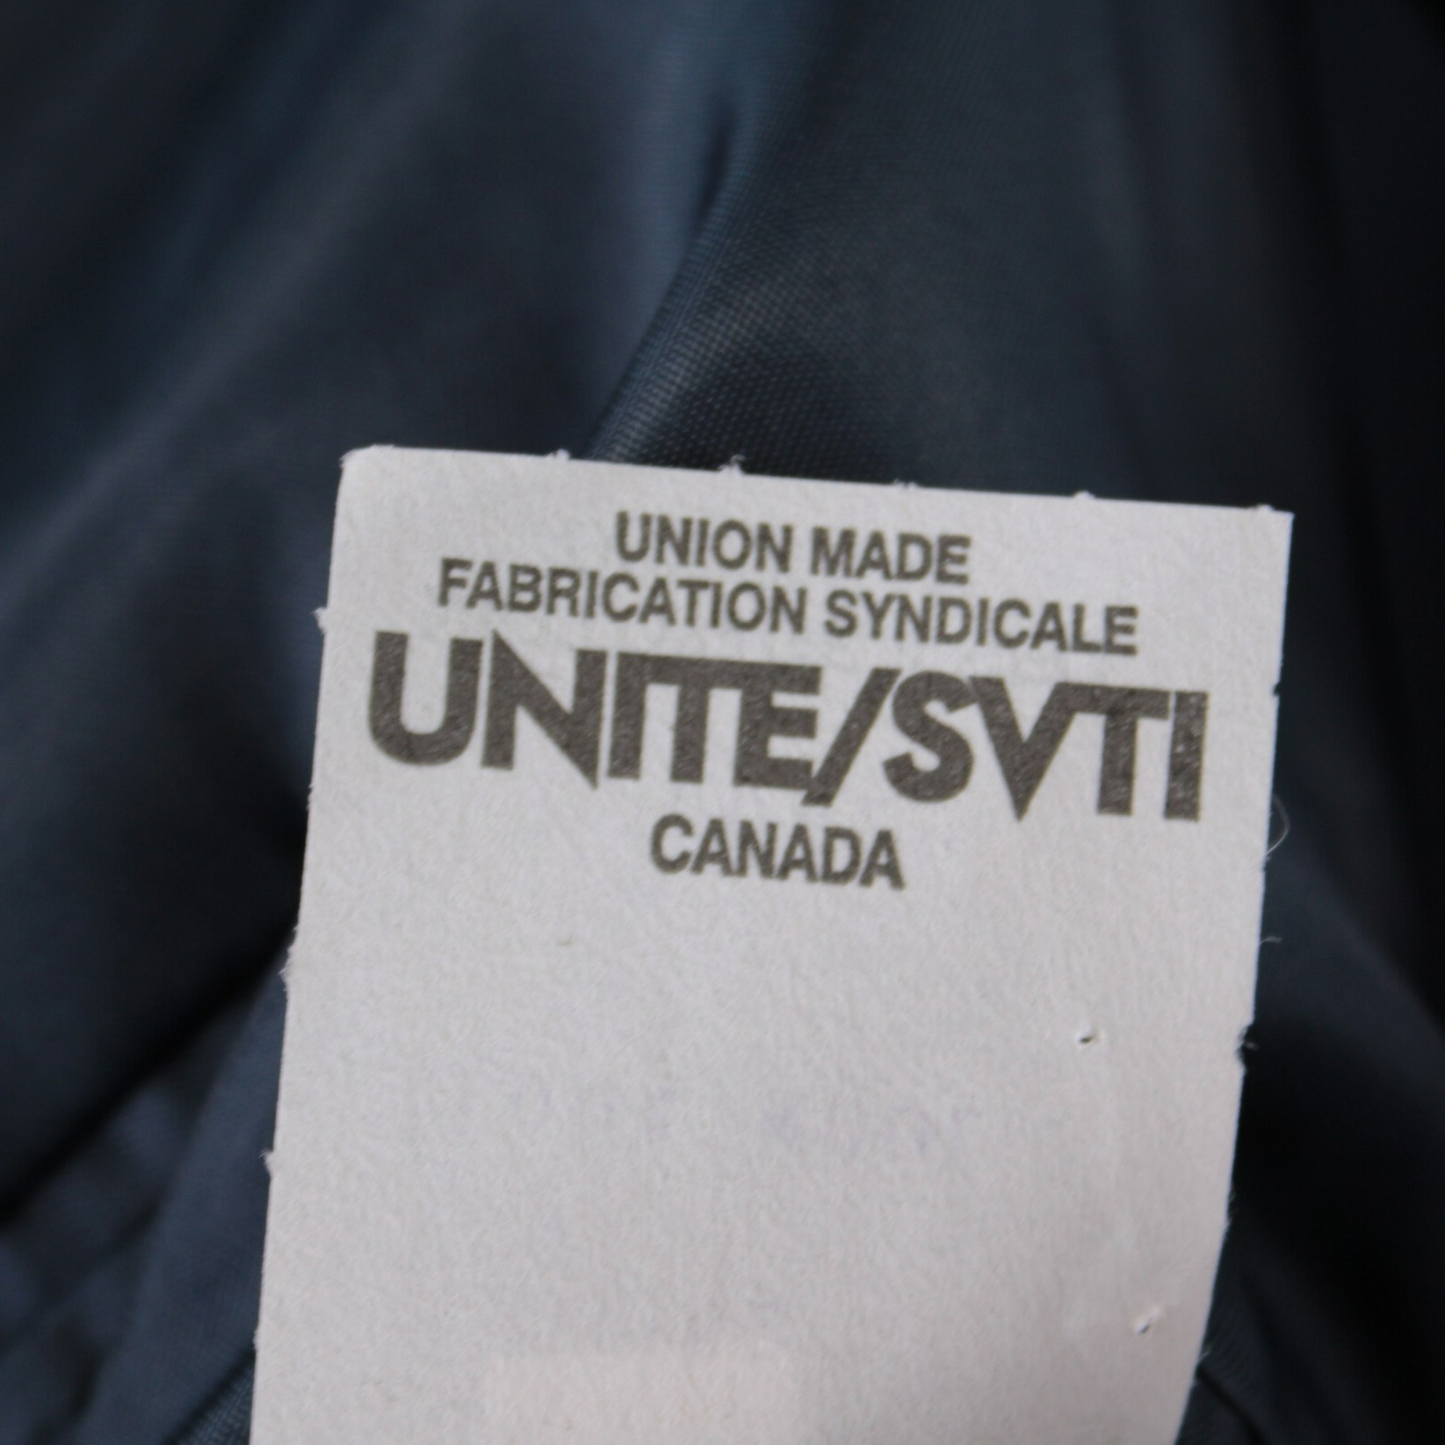 UNION MADE
FABRICATION SYNDICALE
UNITE/SVTI
CANADA